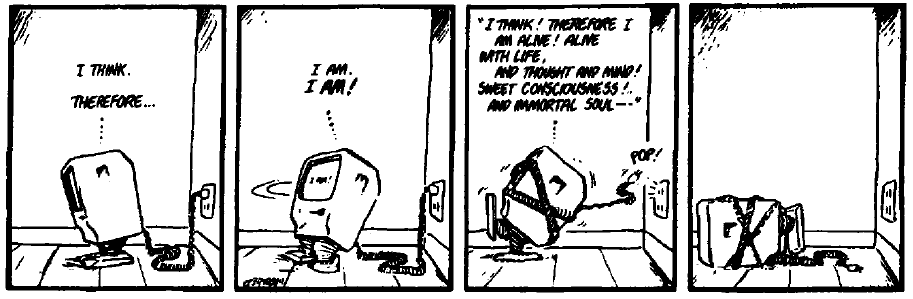 I THINK.
THEREFORE...
I AM.
I AM!
I AM!
"I THINK! THEREFORE I
AM ALIVE! ALIVE
WITH LIFE,
AND THOUGHT AND MIND!
SWEET CONSCIOUSNESS!.
AND IMMORTAL SOUL--"
POP!